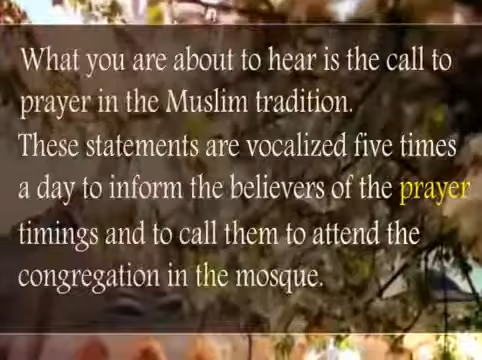 What you are about to hear is the call to
prayer in the Muslim tradition.
These statements are vocalized five times
a day to inform the believers of the prayer
timings and to call them to attend the
congregation in the mosque.